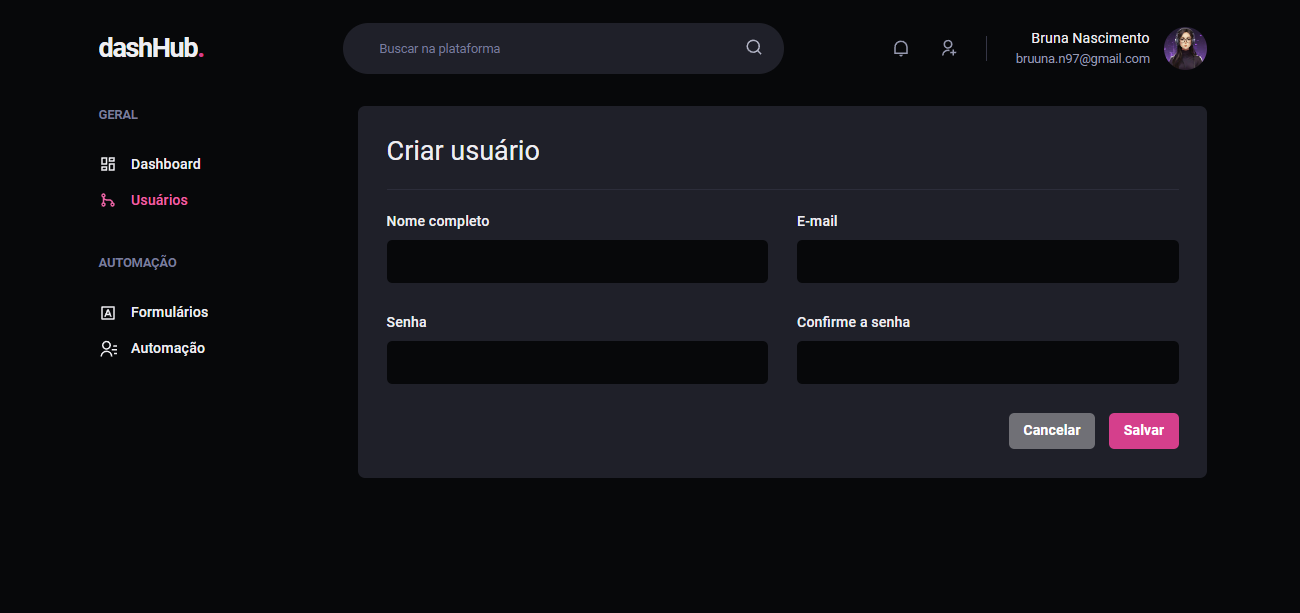 dashHub.
Buscar na plataforma
Bruna Nascimento
bruuna.n97@gmail.com
GERAL
Dashboard
Usuários
AUTOMAÇÃO
Formulários
Automação
Criar usuário
Nome completo
E-mail
Senha
Confirme a senha
Cancelar
Salvar